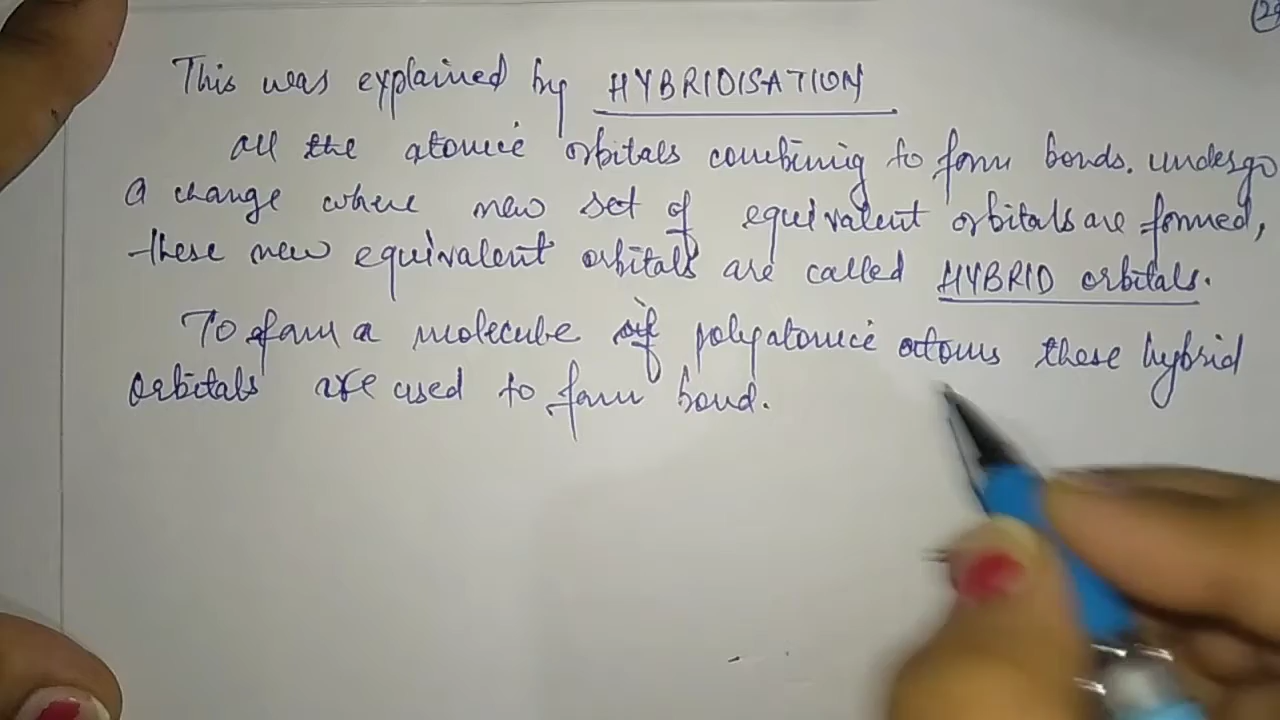 This was explained by HYBRIDISATION
all the atomic orbitals combining to form bonds. undergo
a change where new set of equivalent orbitals are formed,
these new equivalent orbitals are called HYBRID orbitals.
To form a molecule of polyatomic atoms these hybrid
orbitals are used to form bond.